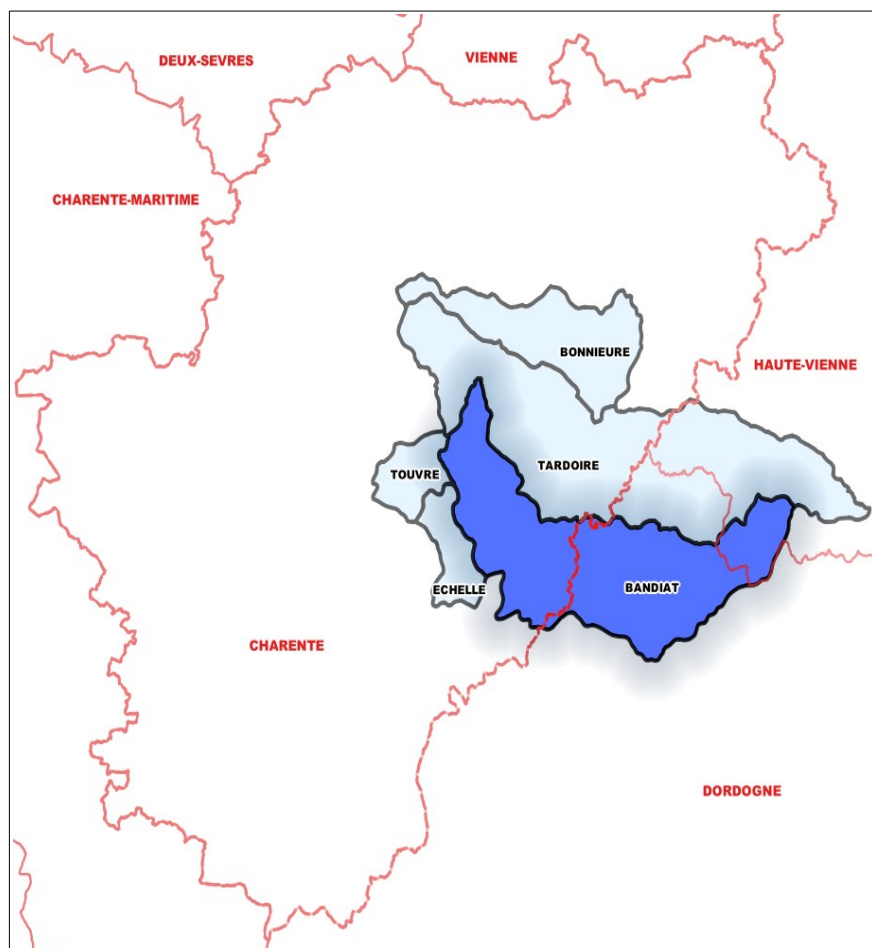 DEUX-SEVRES
VIENNE
CHARENTE-MARITIME
BONNIEURE
HAUTE-VIENNE
TARDOIRE
TOUVRE
BANDIAT
ECHELLE
CHARENTE
DORDOGNE